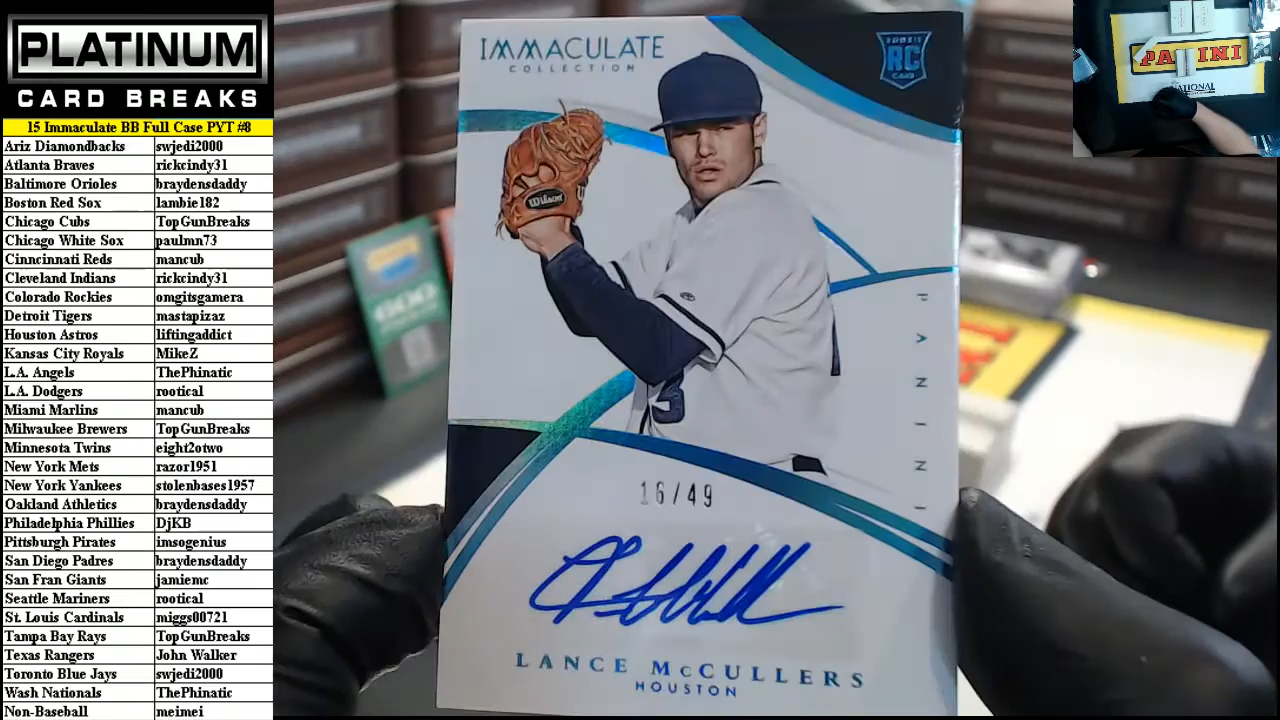 PLATINUM
CARD BREAKS
15 Immaculate BB Full Case PYT #8
Ariz Diamondbacks swjedi2000
Atlanta Braves rickcindy31
Baltimore Orioles braydensdaddy
Boston Red Sox lambie182
Chicago Cubs TopGunBreaks
Chicago White Sox paulmn73
Cinncinnati Reds mancub
Cleveland Indians rickcindy31
Colorado Rockies omgitsgamera
Detroit Tigers mastapizaz
Houston Astros liftingaddict
Kansas City Royals MikeZ
L.A. Angels ThePhinatic
L.A. Dodgers rootical
Miami Marlins mancub
Milwaukee Brewers TopGunBreaks
Minnesota Twins eight2otwo
New York Mets razor1951
New York Yankees stolenbases1957
Oakland Athletics braydensdaddy
Philadelphia Phillies DjKB
Pittsburgh Pirates imsogenius
San Diego Padres braydensdaddy
San Fran Giants jamiemc
Seattle Mariners rootical
St. Louis Cardinals miggs00721
Tampa Bay Rays TopGunBreaks
Texas Rangers John Walker
Toronto Blue Jays swjedi2000
Wash Nationals ThePhinatic
Non-Baseball meimei
IMMACULATE
COLLECTION
ROOKIE
RC
CARD
Wilson
PANINI
16/49
LANCE McCULLERS
HOUSTON
PANINI
NATIONAL